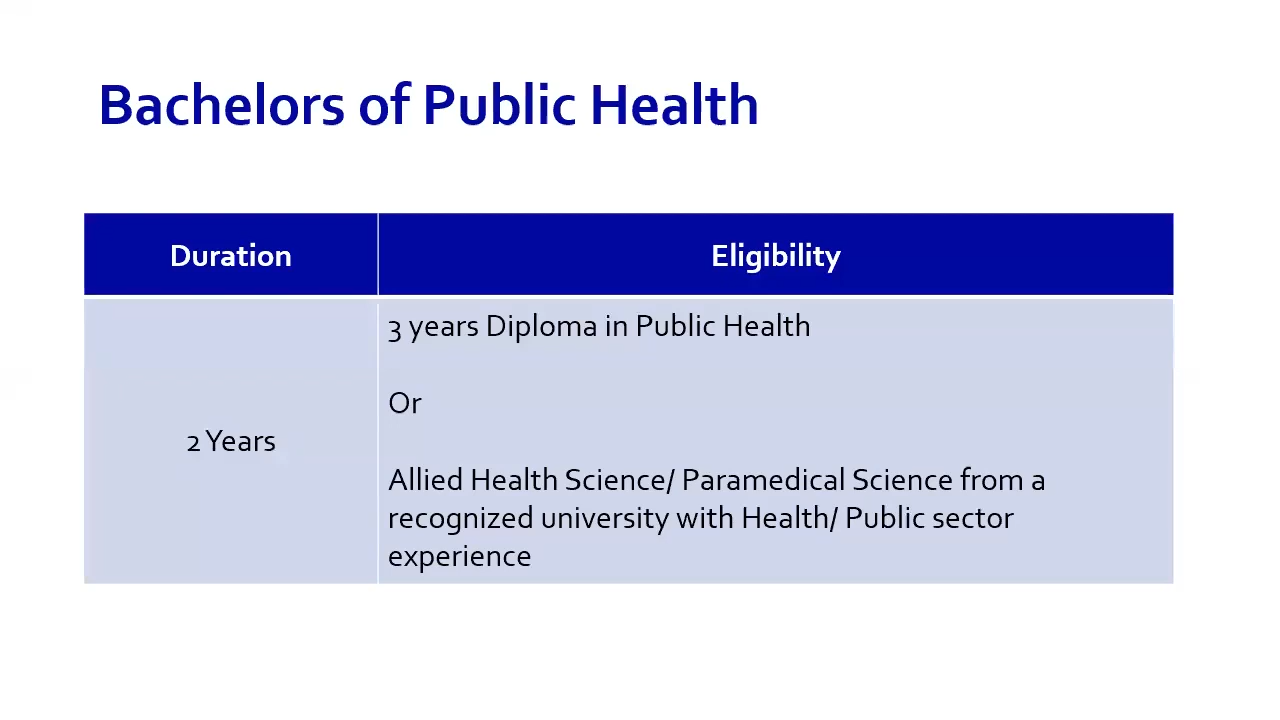 Bachelors of Public Health
Duration
Eligibility
2 Years
3 years Diploma in Public Health
Or
Allied Health Science/ Paramedical Science from a
recognized university with Health/ Public sector
experience